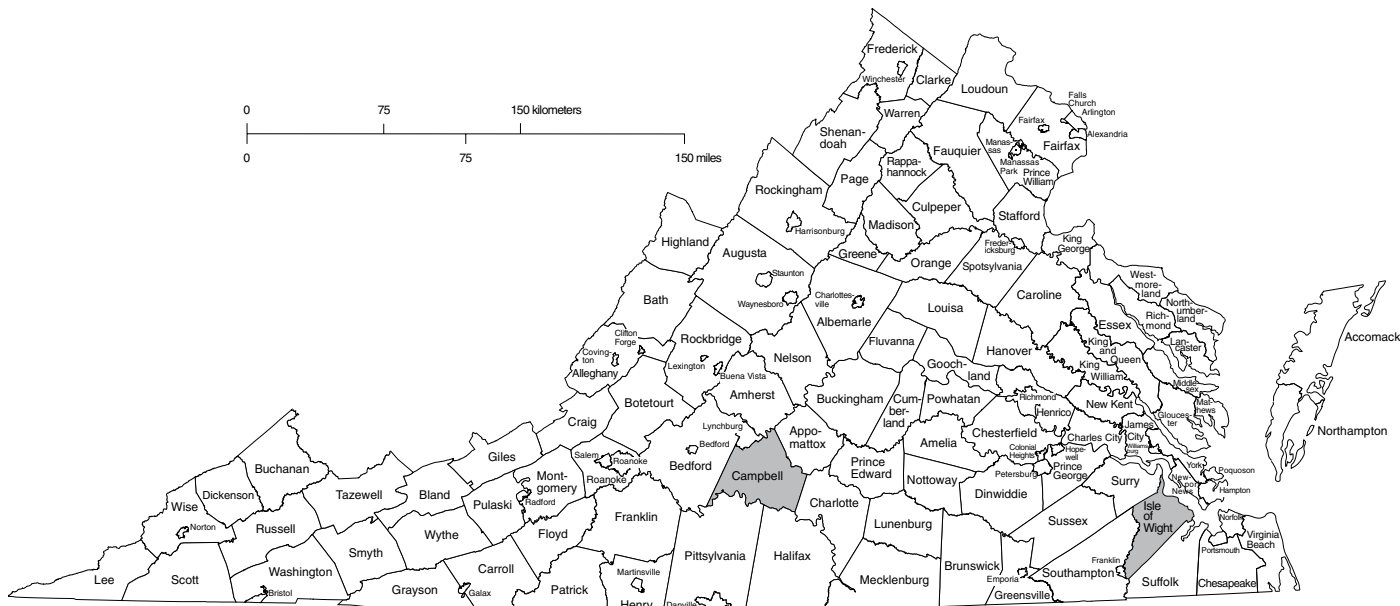 Frederick
Winchester
Clarke
Loudoun
Falls
Church
Arlington
Fairfax
Alexandria
Fairfax
0
75
150 kilometers
0
75
150 miles
Warren
Shenan-
doah
Fauquier
Manas-
sas
Manassas
Park
Prince
William
Rappa-
hannock
Page
Rockingham
Harrisonburg
Culpeper
Madison
Stafford
Highland
Augusta
Staunton
Waynesboro
Greene
Orange
Freder-
icksburg
Spotsylvania
King
George
West-
more-
land
North-
umber-
land
Rich-
mond
Lan-
caster
Bath
Charlottes-
ville
Albemarle
Louisa
Caroline
Essex
King
and
Queen
King
William
Accomack
Clifton
Forge
Coving-
ton
Alleghany
Rockbridge
Lexington
Buena Vista
Nelson
Fluvanna
Gooch-
land
Hanover
Middle-
sex
Mat-
hews
Glouces-
ter
Northampton
Botetourt
Amherst
Buckingham
Cum-
ber-
land
Powhatan
Richmond
Henrico
New Kent
Craig
Lynchburg
Bedford
Bedford
Appo-
mattox
Amelia
Chesterfield
Colonial
Heights
Hope-
well
Charles City
James
City
Williams-
burg
York
New-
port
News
Poquoson
Hampton
Giles
Salem
Roanoke
Roanoke
Campbell
Prince
Edward
Nottoway
Petersburg
Prince
George
Dinwiddie
Surry
Isle
of
Wight
Norfolk
Virginia
Beach
Portsmouth
Buchanan
Dickenson
Wise
Norton
Tazewell
Bland
Pulaski
Mont-
gomery
Radford
Russell
Wythe
Floyd
Franklin
Charlotte
Lunenburg
Sussex
Lee
Scott
Washington
Bristol
Smyth
Grayson
Carroll
Galax
Patrick
Martinsville
Henry
Pittsylvania
Danville
Halifax
Mecklenburg
Brunswick
Emporia
Greensville
Southampton
Franklin
Suffolk
Chesapeake